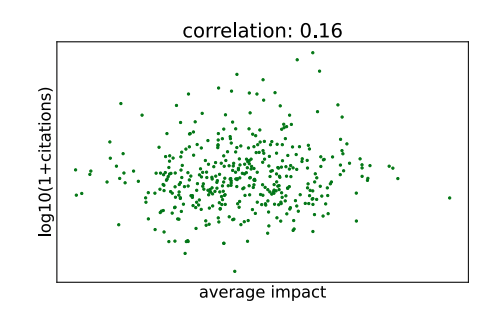 correlation: 0.16
log10(1+citations)
average impact